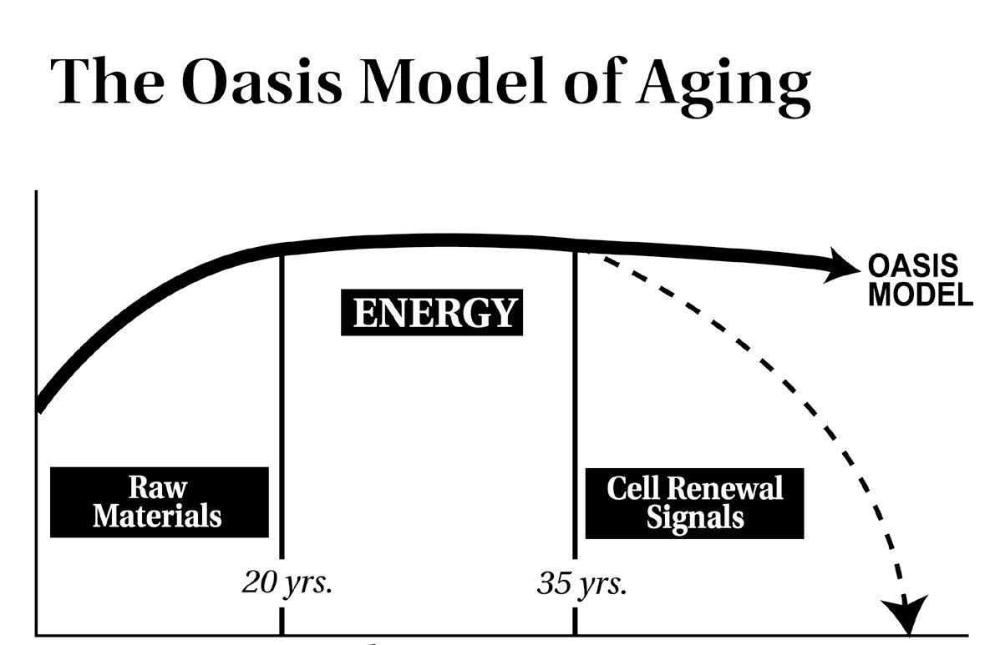 The Oasis Model of Aging
OASIS
MODEL
ENERGY
Raw
Materials
Cell Renewal
Signals
20 yrs.
35 yrs.